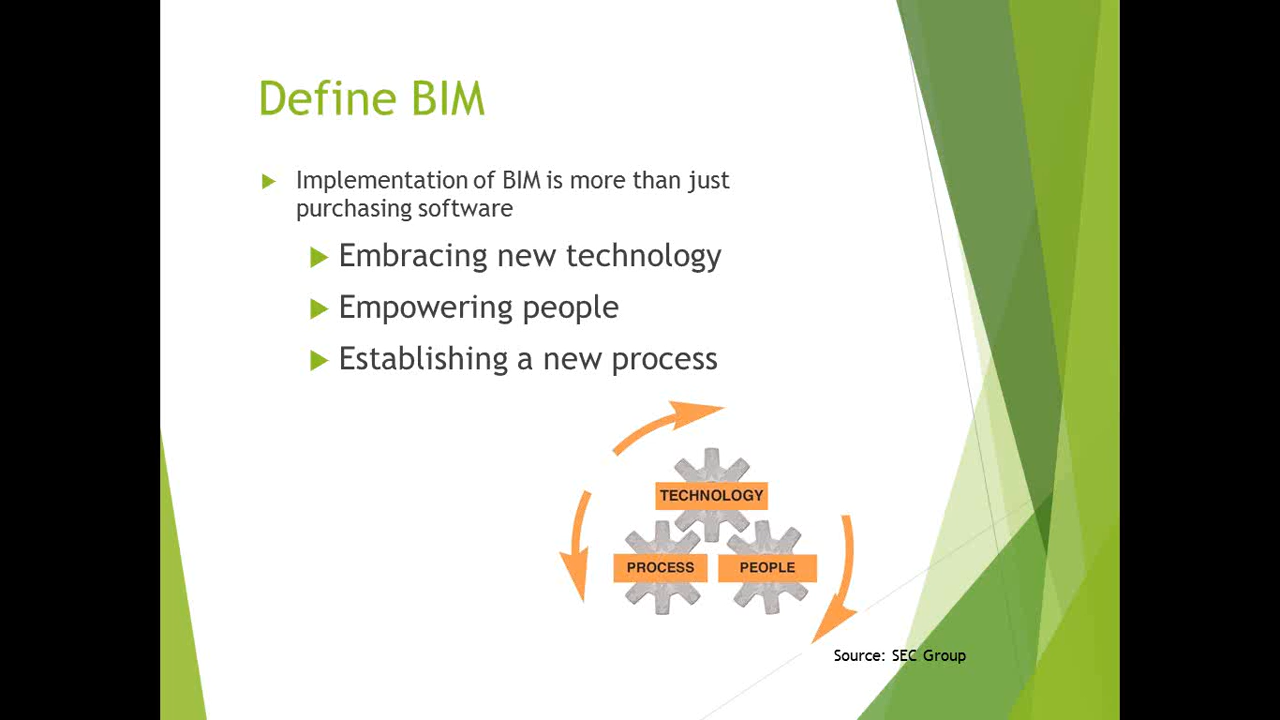 Define BIM
Implementation of BIM is more than just
purchasing software
Embracing new technology
Empowering people
Establishing a new process
TECHNOLOGY
PROCESS
PEOPLE
Source: SEC Group